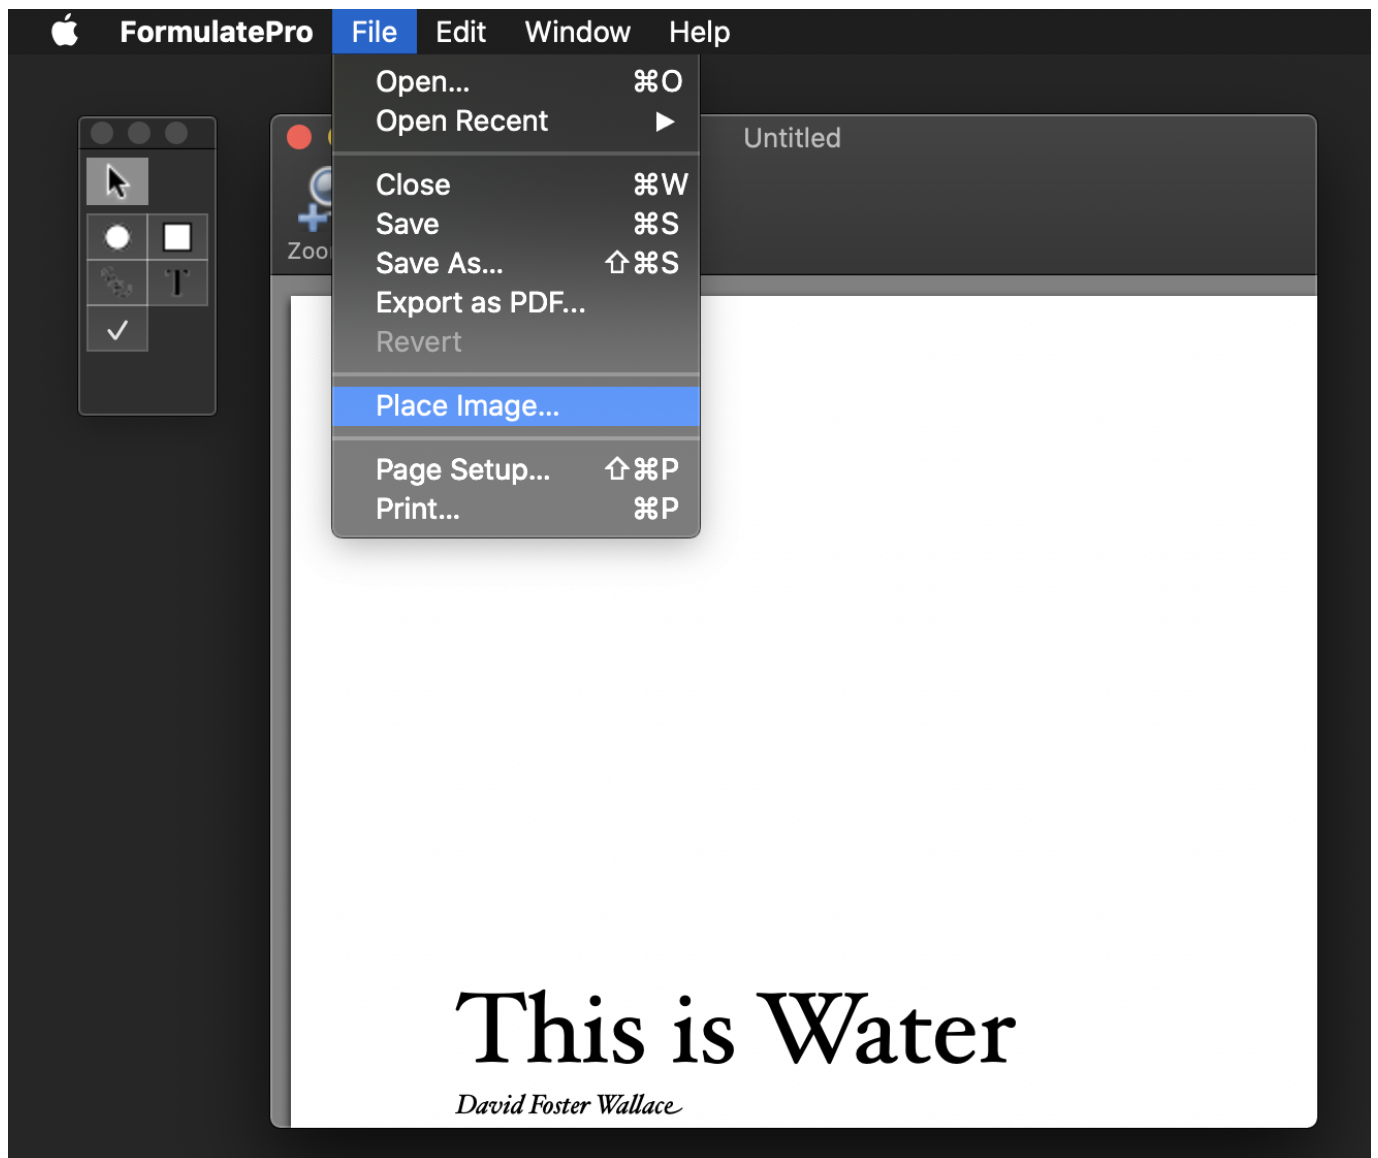 FormulatePro File Edit Window Help
Open... ⌘O
Open Recent ▶
Close ⌘W
Save ⌘S
Save As... ⇧⌘S
Export as PDF...
Revert
Place Image...
Page Setup... ⇧⌘P
Print... ⌘P
Untitled
T
This is Water
David Foster Wallace